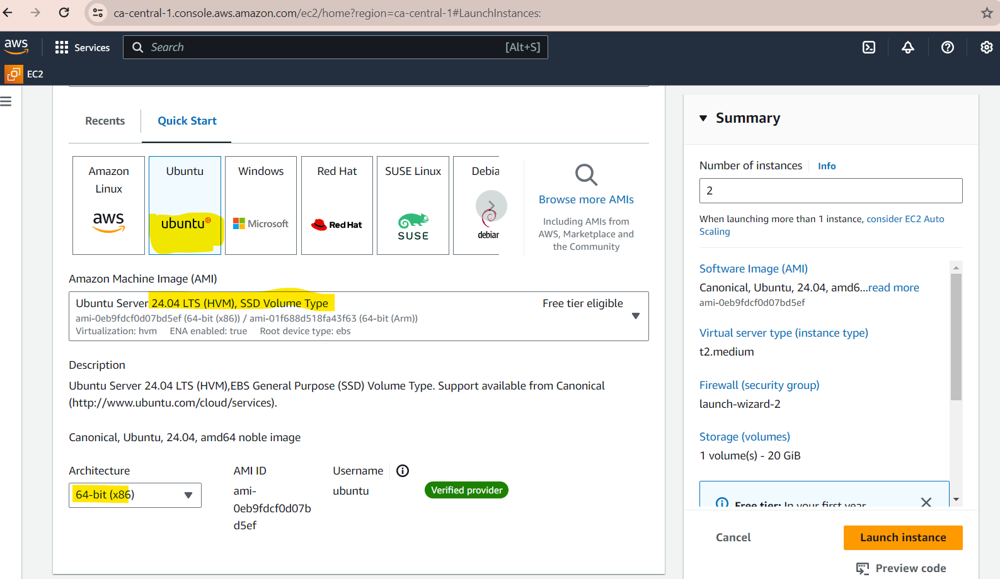 ca-central-1.console.aws.amazon.com/ec2/home?region=ca-central-1#LaunchInstances:
aws
Services
Search
[Alt+S]
EC2
Recents
Quick Start
Amazon
Linux
aws
Ubuntu
ubuntu
Windows
Microsoft
Red Hat
Red Hat
SUSE Linux
SUSE
Debia
debian
Browse more AMIs
Including AMIs from
AWS, Marketplace and
the Community
Amazon Machine Image (AMI)
Ubuntu Server 24.04 LTS (HVM), SSD Volume Type
Free tier eligible
ami-0eb9fdcf0d07bd5ef (64-bit (x86)) / ami-01f688d518fa43f63 (64-bit (Arm))
Virtualization: hvm ENA enabled: true Root device type: ebs
Description
Ubuntu Server 24.04 LTS (HVM),EBS General Purpose (SSD) Volume Type. Support available from Canonical
(http://www.ubuntu.com/cloud/services).
Canonical, Ubuntu, 24.04, amd64 noble image
Architecture
64-bit (x86)
AMI ID
ami-
0eb9fdcf0d07b
d5ef
Username
ubuntu
Verified provider
Summary
Number of instances
Info
2
When launching more than 1 instance, consider EC2 Auto
Scaling
Software Image (AMI)
Canonical, Ubuntu, 24.04, amd6...read more
ami-0eb9fdcf0d07bd5ef
Virtual server type (instance type)
t2.medium
Firewall (security group)
launch-wizard-2
Storage (volumes)
1 volume(s) - 20 GiB
Free tier: In your first year
Cancel
Launch instance
Preview code